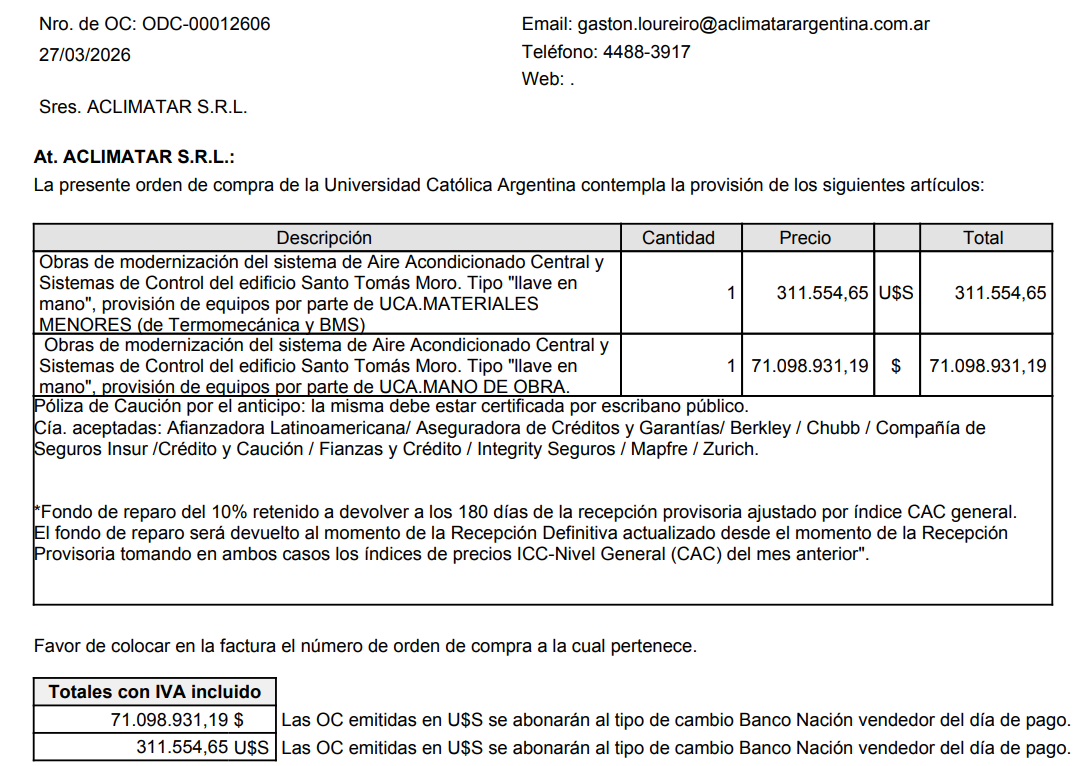 Nro. de OC: ODC-00012606
27/03/2026
Email: gaston.loureiro@aclimatarargentina.com.ar
Teléfono: 4488-3917
Web: .
Sres. ACLIMATAR S.R.L.
At. ACLIMATAR S.R.L.:
La presente orden de compra de la Universidad Católica Argentina contempla la provisión de los siguientes artículos:
Descripción Cantidad Precio Total
Obras de modernización del sistema de Aire Acondicionado Central y
Sistemas de Control del edificio Santo Tomás Moro. Tipo "llave en
mano", provisión de equipos por parte de UCA.MATERIALES
MENORES (de Termomecánica y BMS)
1 311.554,65 U$S 311.554,65
Obras de modernización del sistema de Aire Acondicionado Central y
Sistemas de Control del edificio Santo Tomás Moro. Tipo "llave en
mano", provisión de equipos por parte de UCA.MANO DE OBRA.
1 71.098.931,19 $ 71.098.931,19
Póliza de Caución por el anticipo: la misma debe estar certificada por escribano público.
Cía. aceptadas: Afianzadora Latinoamericana/ Aseguradora de Créditos y Garantías/ Berkley / Chubb / Compañía de
Seguros Insur /Crédito y Caución / Fianzas y Crédito / Integrity Seguros / Mapfre / Zurich.
*Fondo de reparo del 10% retenido a devolver a los 180 días de la recepción provisoria ajustado por índice CAC general.
El fondo de reparo será devuelto al momento de la Recepción Definitiva actualizado desde el momento de la Recepción
Provisoria tomando en ambos casos los índices de precios ICC-Nivel General (CAC) del mes anterior".
Favor de colocar en la factura el número de orden de compra a la cual pertenece.
Totales con IVA incluido
71.098.931,19 $ Las OC emitidas en U$S se abonarán al tipo de cambio Banco Nación vendedor del día de pago.
311.554,65 U$S Las OC emitidas en U$S se abonarán al tipo de cambio Banco Nación vendedor del día de pago.